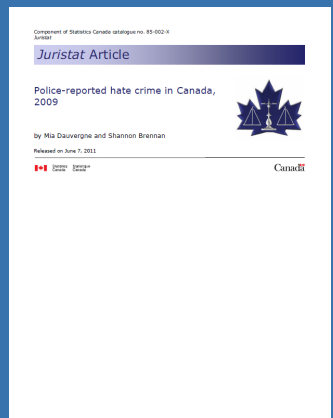 Component of Statistics Canada catalogue no. 85-002-X
Juristat
Juristat Article
Police-reported hate crime in Canada,
2009
by Mia Dauvergne and Shannon Brennan
Released on June 7, 2011
Statistics Statistique
Canada Canada
Canada